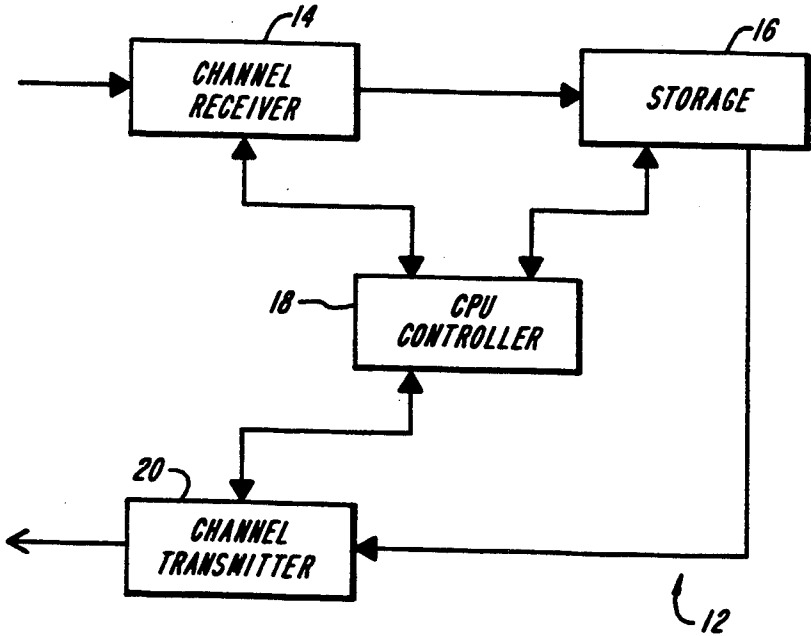 14
16
CHANNEL
RECEIVER
STORAGE
18
CPU
CONTROLLER
20
CHANNEL
TRANSMITTER
12